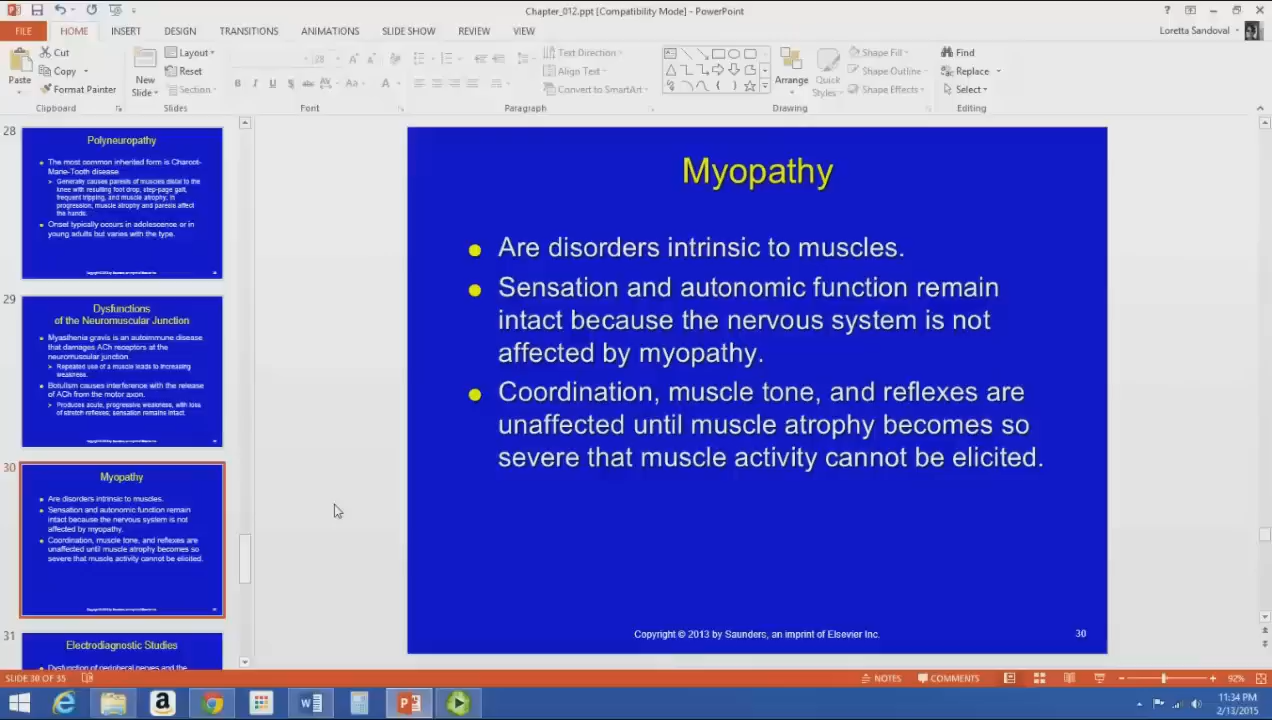 Chapter_012.ppt [Compatibility Mode] - PowerPoint
FILE HOME INSERT DESIGN TRANSITIONS ANIMATIONS SLIDE SHOW REVIEW VIEW
Loretta Sandoval
Paste
Cut
Copy
Format Painter
Clipboard
New
Slide
Layout
Reset
Section
Slides
Font
Text Direction
Align Text
Convert to SmartArt
Paragraph
Arrange
Quick
Styles
Shape Fill
Shape Outline
Shape Effects
Drawing
Find
Replace
Select
Editing
28
Polyneuropathy
The most common inherited form is Charcot-
Marie-Tooth disease
Generally causes paresis of muscles distal to the
knee with resulting foot drop, step-page gait,
frequent tripping, and muscle atrophy. In
progression, muscle atrophy and paresis affect
the hands.
Onset typically occurs in adolescence or in
young adults but varies with the type.
29
Dysfunctions
of the Neuromuscular Junction
Myasthenia gravis is an autoimmune disease
that damages ACh receptors at the
neuromuscular junction.
Repeated use of a muscle leads to increasing
weakness.
Botulism causes interference with the release
of ACh from the motor axon.
Produces acute, progressive weakness, with loss
of stretch reflexes; sensation remains intact.
30
Myopathy
Are disorders intrinsic to muscles.
Sensation and autonomic function remain
intact because the nervous system is not
affected by myopathy.
Coordination, muscle tone, and reflexes are
unaffected until muscle atrophy becomes so
severe that muscle activity cannot be elicited.
31
Electrodiagnostic Studies
Dysfunction of peripheral nerves and the
Myopathy
Are disorders intrinsic to muscles.
Sensation and autonomic function remain
intact because the nervous system is not
affected by myopathy.
Coordination, muscle tone, and reflexes are
unaffected until muscle atrophy becomes so
severe that muscle activity cannot be elicited.
Copyright © 2013 by Saunders, an imprint of Elsevier Inc.
30
SLIDE 30 OF 35
NOTES COMMENTS 92%
11:34 PM
2/13/2015